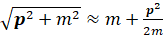 √(𝒑² + m²) ≈ m + 𝒑²/2m